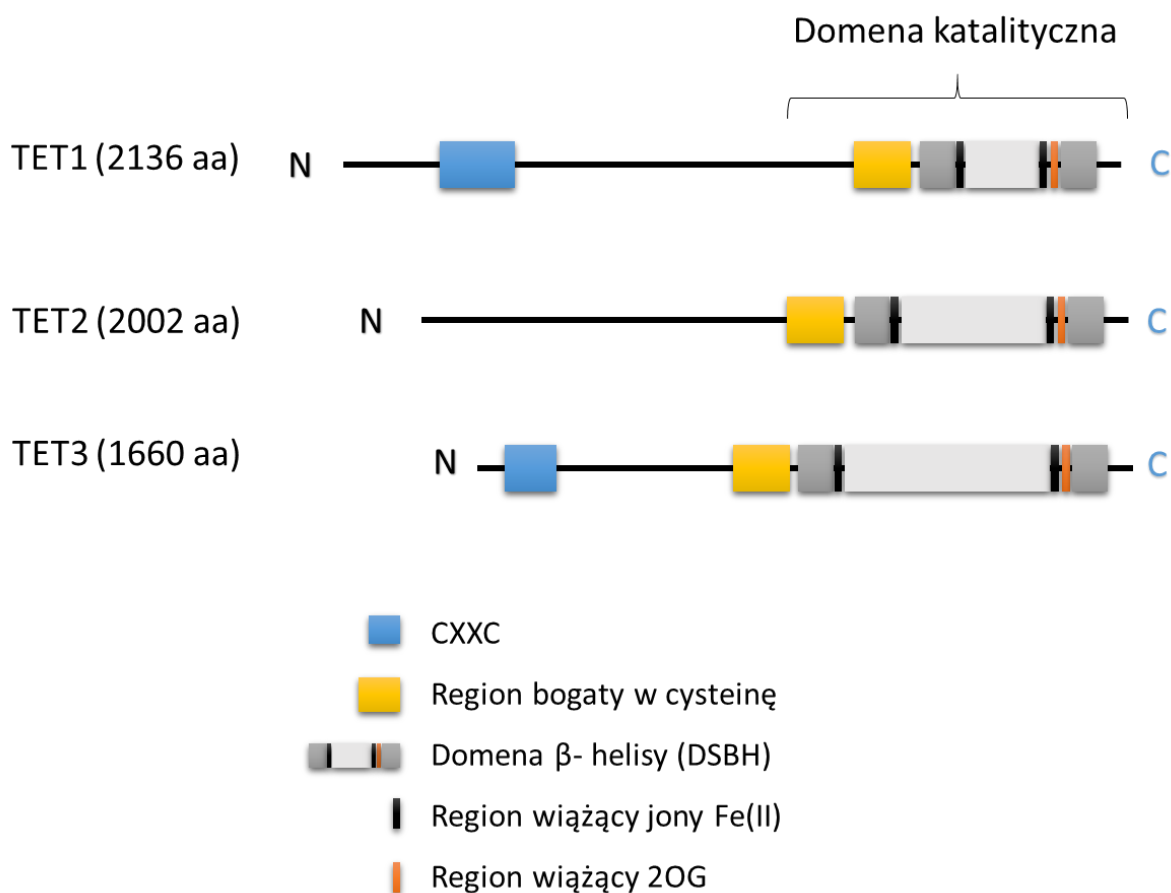 Domena katalityczna
TET1 (2136 aa) N C
TET2 (2002 aa) N C
TET3 (1660 aa) N C
CXXC
Region bogaty w cysteinę
Domena β- helisy (DSBH)
Region wiążący jony Fe(II)
Region wiążący 2OG